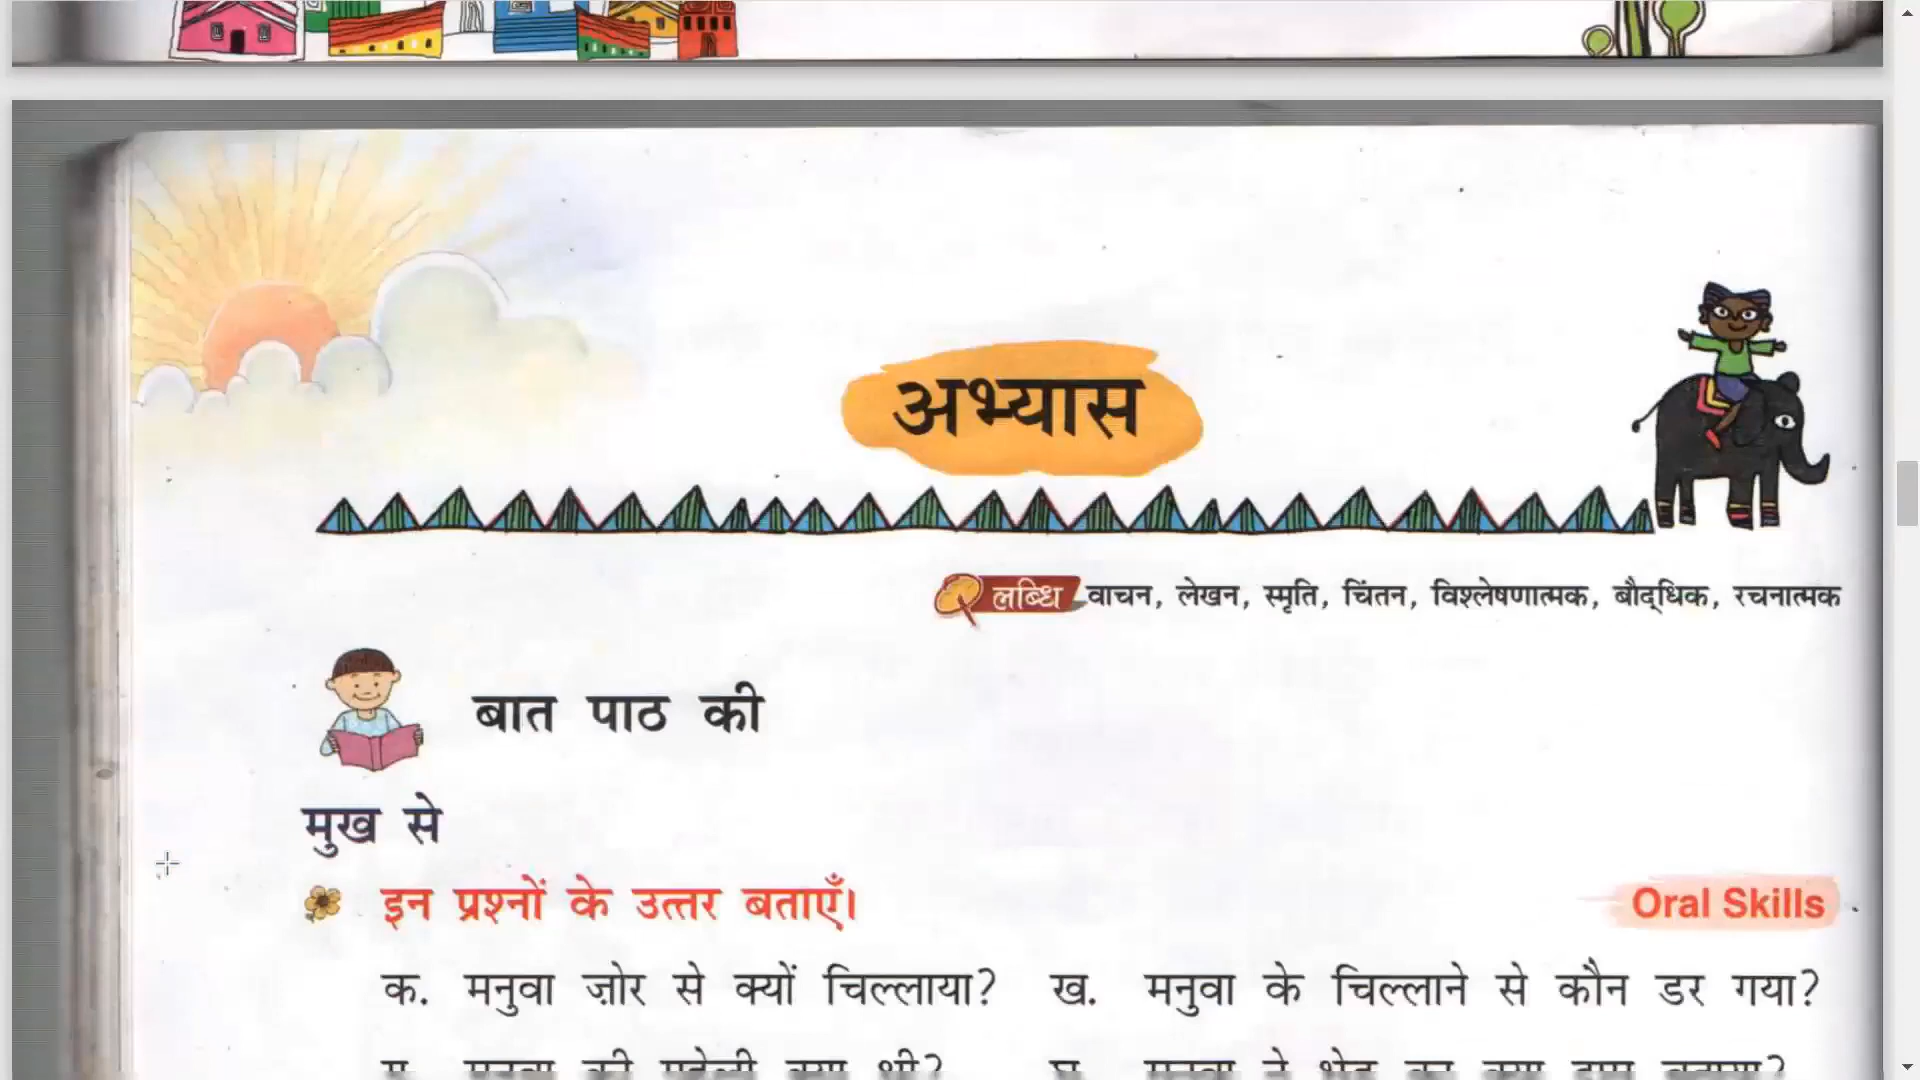 अभ्यास
लब्धि वाचन, लेखन, स्मृति, चिंतन, विश्लेषणात्मक, बौद्धिक, रचनात्मक
बात पाठ की
मुख से
इन प्रश्नों के उत्तर बताएँ। Oral Skills
क. मनुवा ज़ोर से क्यों चिल्लाया? ख. मनुवा के चिल्लाने से कौन डर गया?